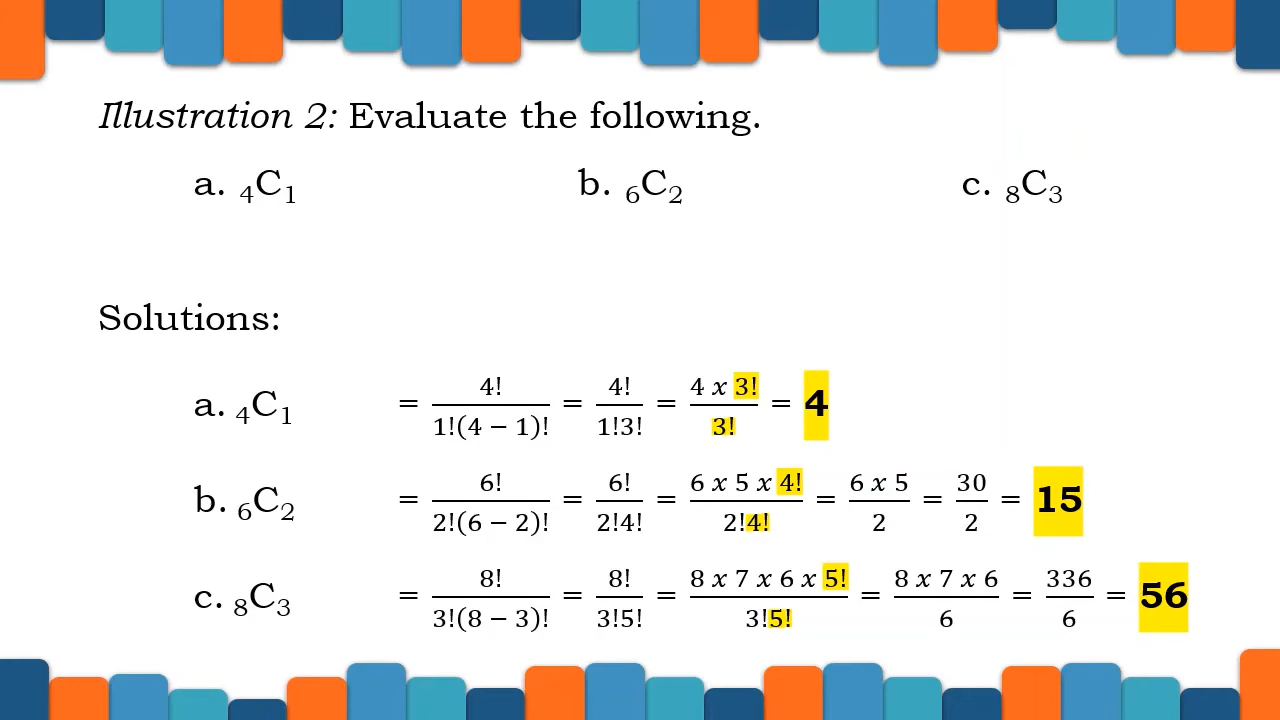 Illustration 2: Evaluate the following.
a. ₄C₁ b. ₆C₂ c. ₈C₃
Solutions:
a. ₄C₁ = 4!/1!(4 − 1)! = 4!/1!3! = 4 x 3!/3! = 4
b. ₆C₂ = 6!/2!(6 − 2)! = 6!/2!4! = 6 x 5 x 4!/2!4! = 6 x 5/2 = 30/2 = 15
c. ₈C₃ = 8!/3!(8 − 3)! = 8!/3!5! = 8 x 7 x 6 x 5!/3!5! = 8 x 7 x 6/6 = 336/6 = 56